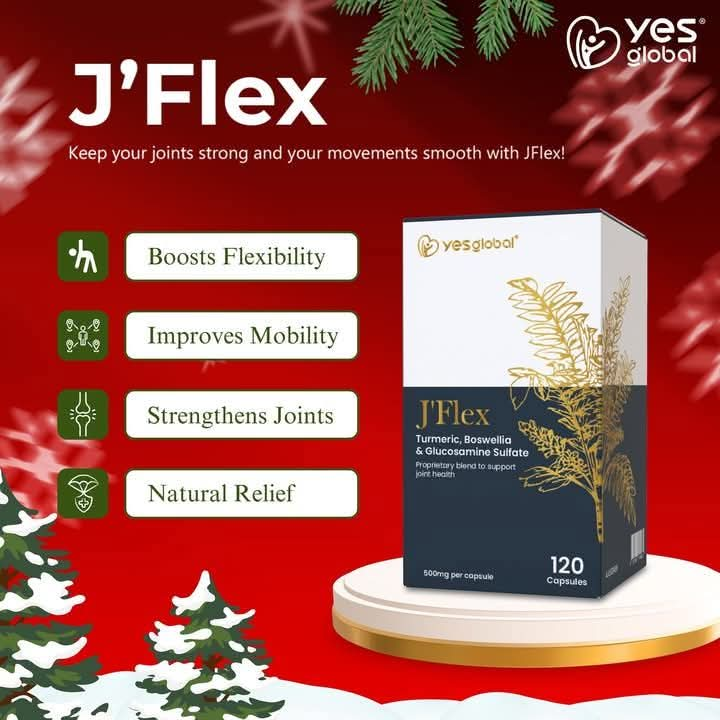 yes®
global
J'Flex
Keep your joints strong and your movements smooth with JFlex!
Boosts Flexibility
Improves Mobility
Strengthens Joints
Natural Relief
yesglobal®
J'Flex
Turmeric, Boswellia
& Glucosamine Sulfate
Proprietary blend to support
joint health
500mg per capsule
120
Capsules